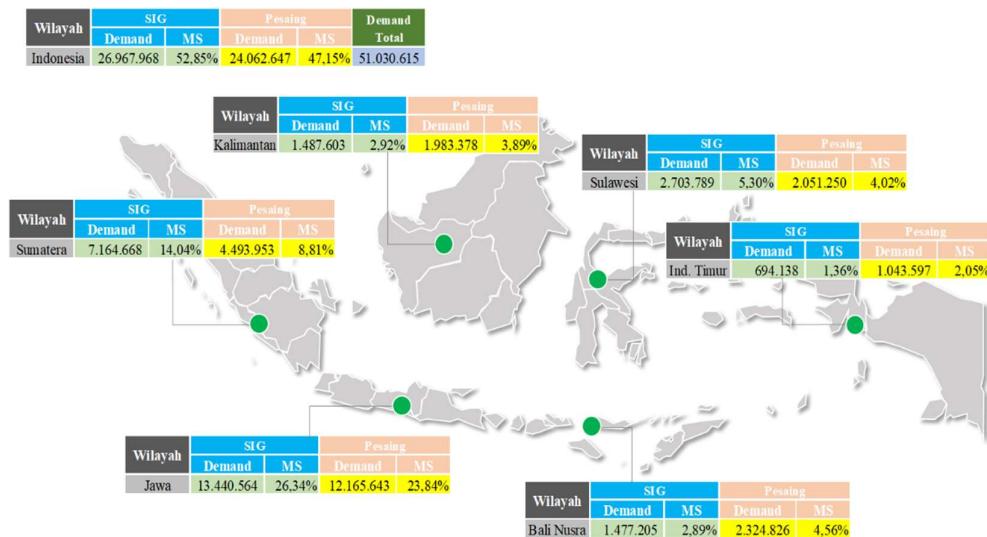 Wilayah SIG Pesaing Demand Total
Demand MS Demand MS
Indonesia 26.967.968 52,85% 24.062.647 47,15% 51.030.615
Wilayah SIG Pesaing
Demand MS Demand MS
Kalimantan 1.487.603 2,92% 1.983.378 3,89%
Wilayah SIG Pesaing
Demand MS Demand MS
Sulawesi 2.703.789 5,30% 2.051.250 4,02%
Wilayah SIG Pesaing
Demand MS Demand MS
Sumatera 7.164.668 14,04% 4.493.953 8,81%
Wilayah SIG Pesaing
Demand MS Demand MS
Ind. Timur 694.138 1,36% 1.043.597 2,05%
Wilayah SIG Pesaing
Demand MS Demand MS
Jawa 13.440.564 26,34% 12.165.643 23,84%
Wilayah SIG Pesaing
Demand MS Demand MS
Bali Nusra 1.477.205 2,89% 2.324.826 4,56%